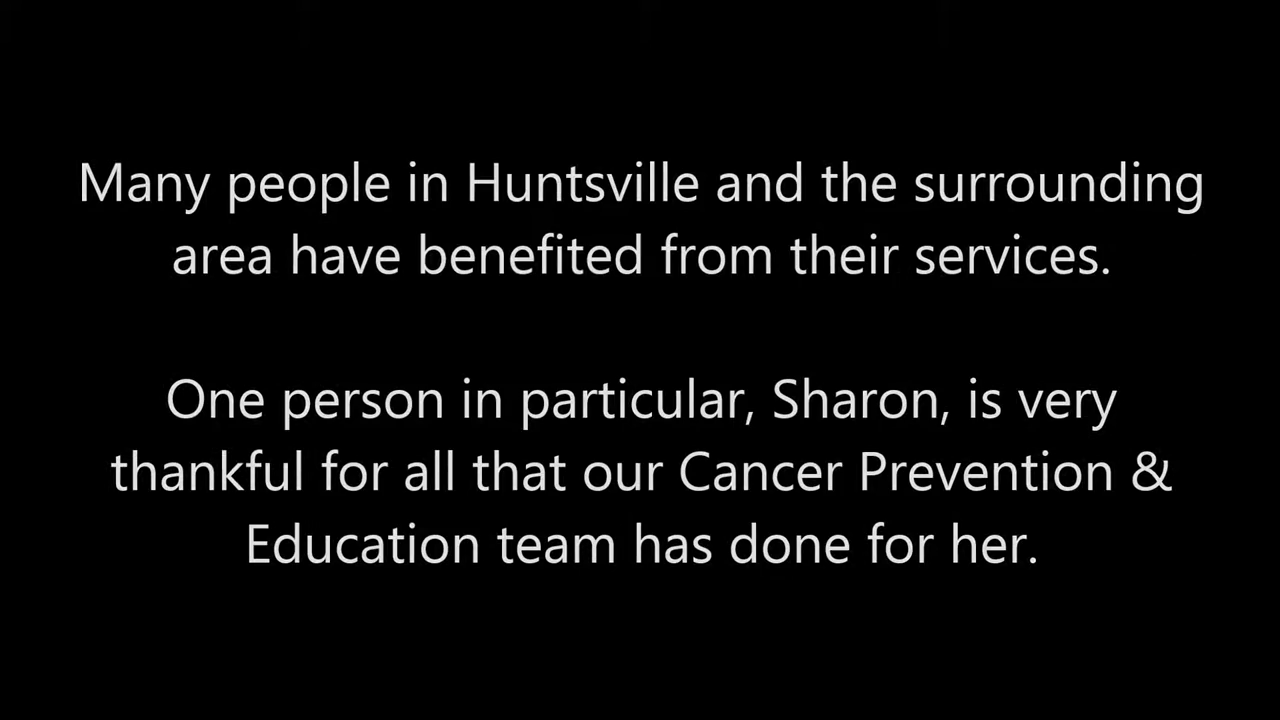 Many people in Huntsville and the surrounding
area have benefited from their services.
One person in particular, Sharon, is very
thankful for all that our Cancer Prevention &
Education team has done for her.